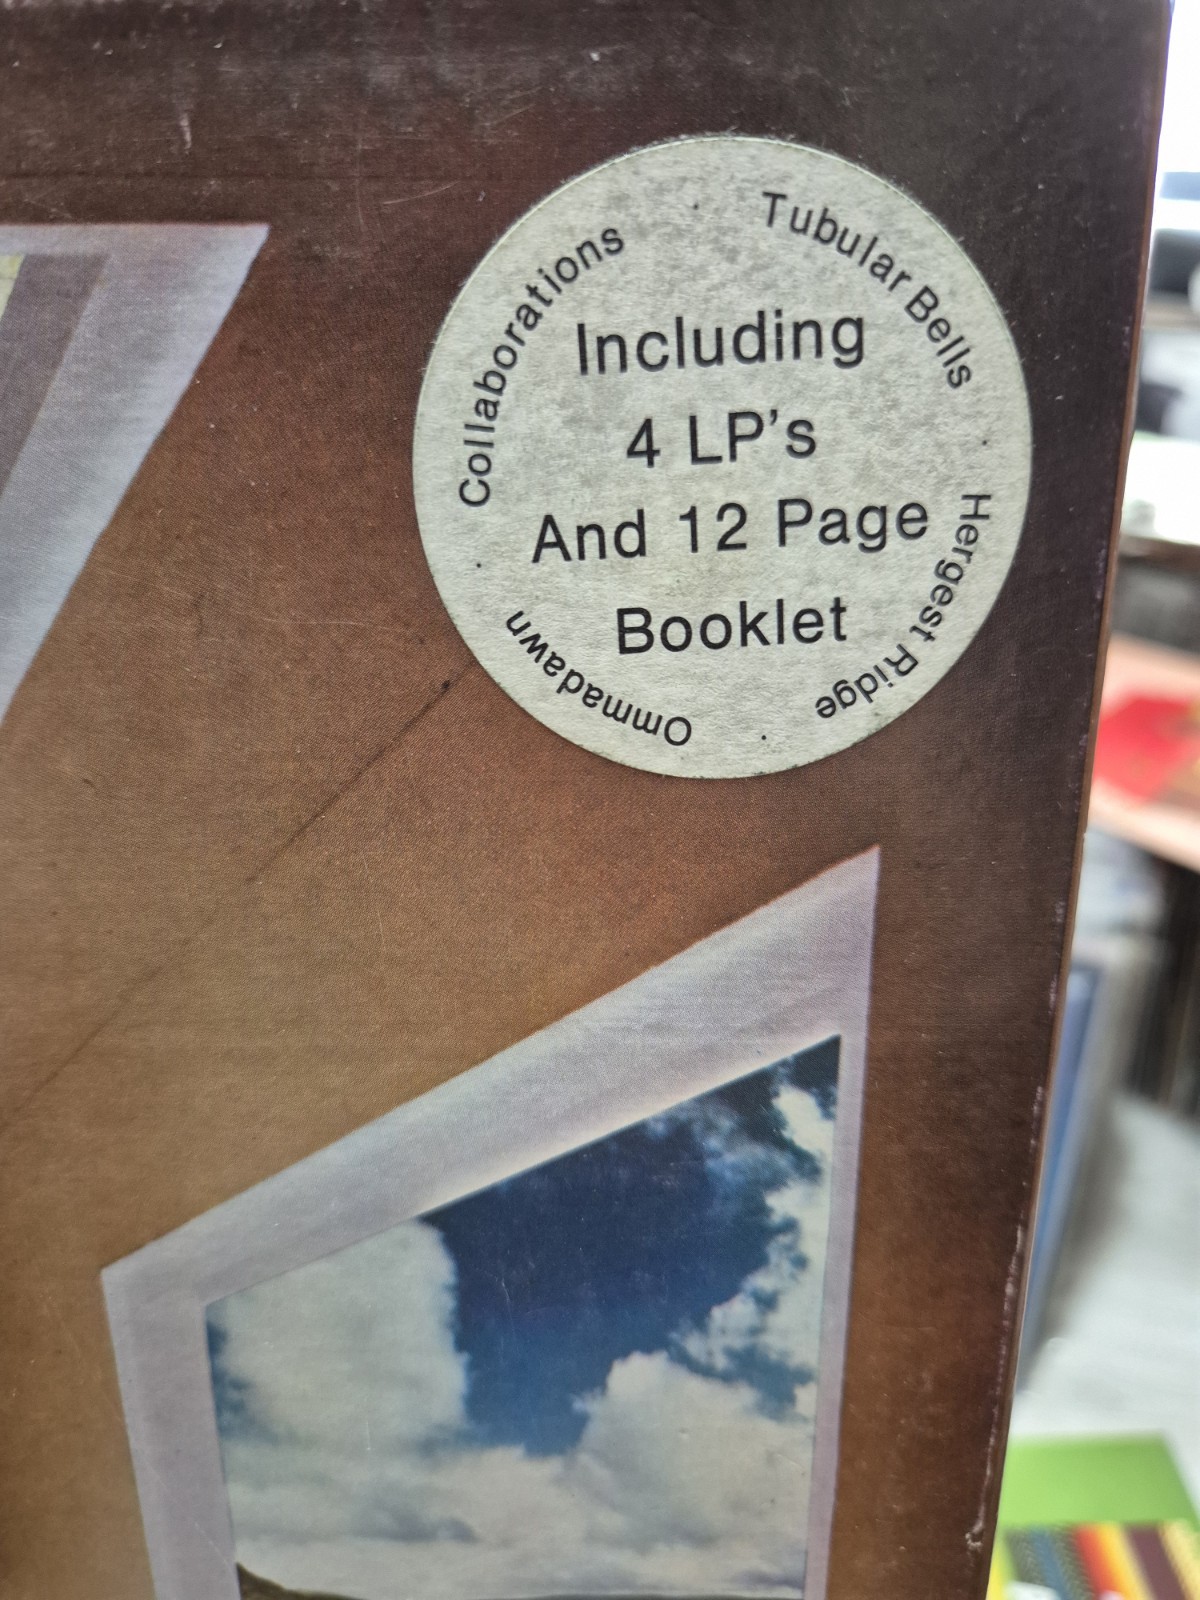 Including
4 LP's
And 12 Page
Booklet
Tubular Bells
Hergest Ridge
Ommadawn
Collaborations